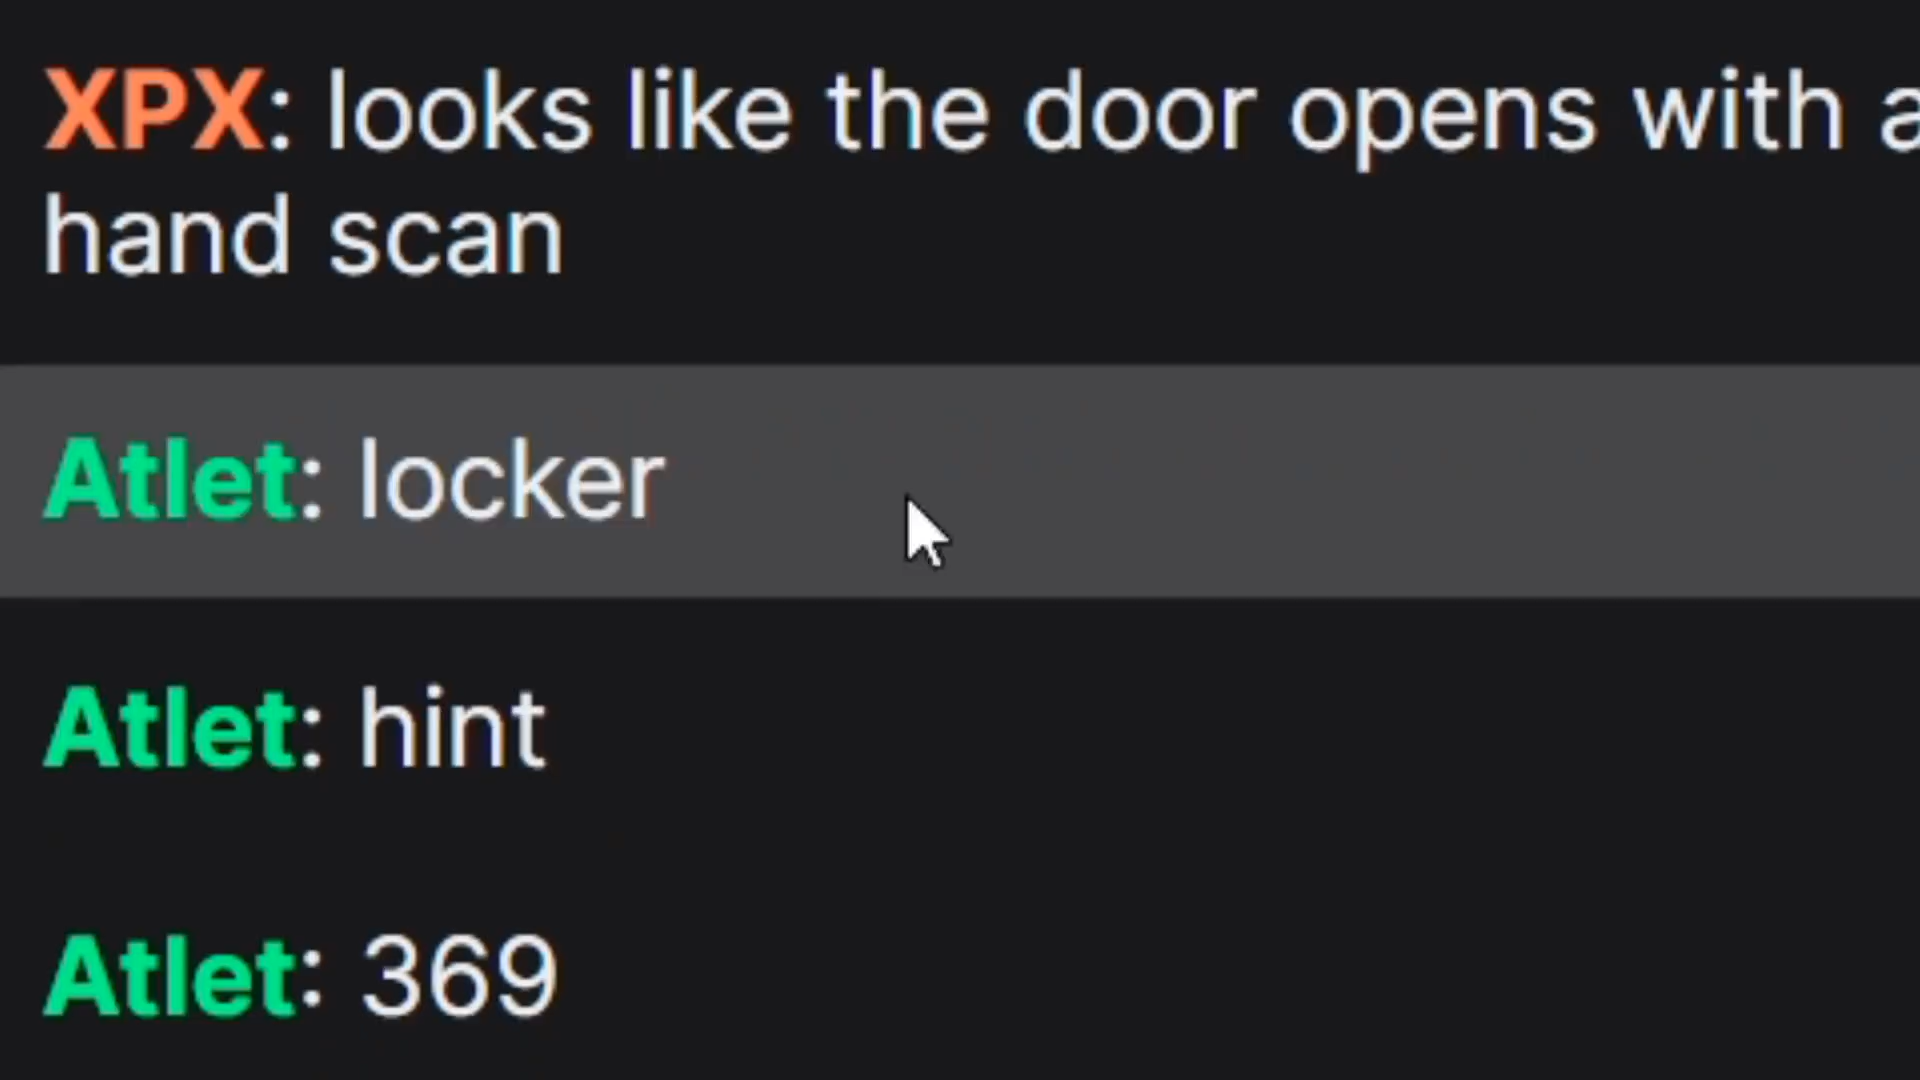 XPX: looks like the door opens with a
hand scan
Atlet: locker
Atlet: hint
Atlet: 369